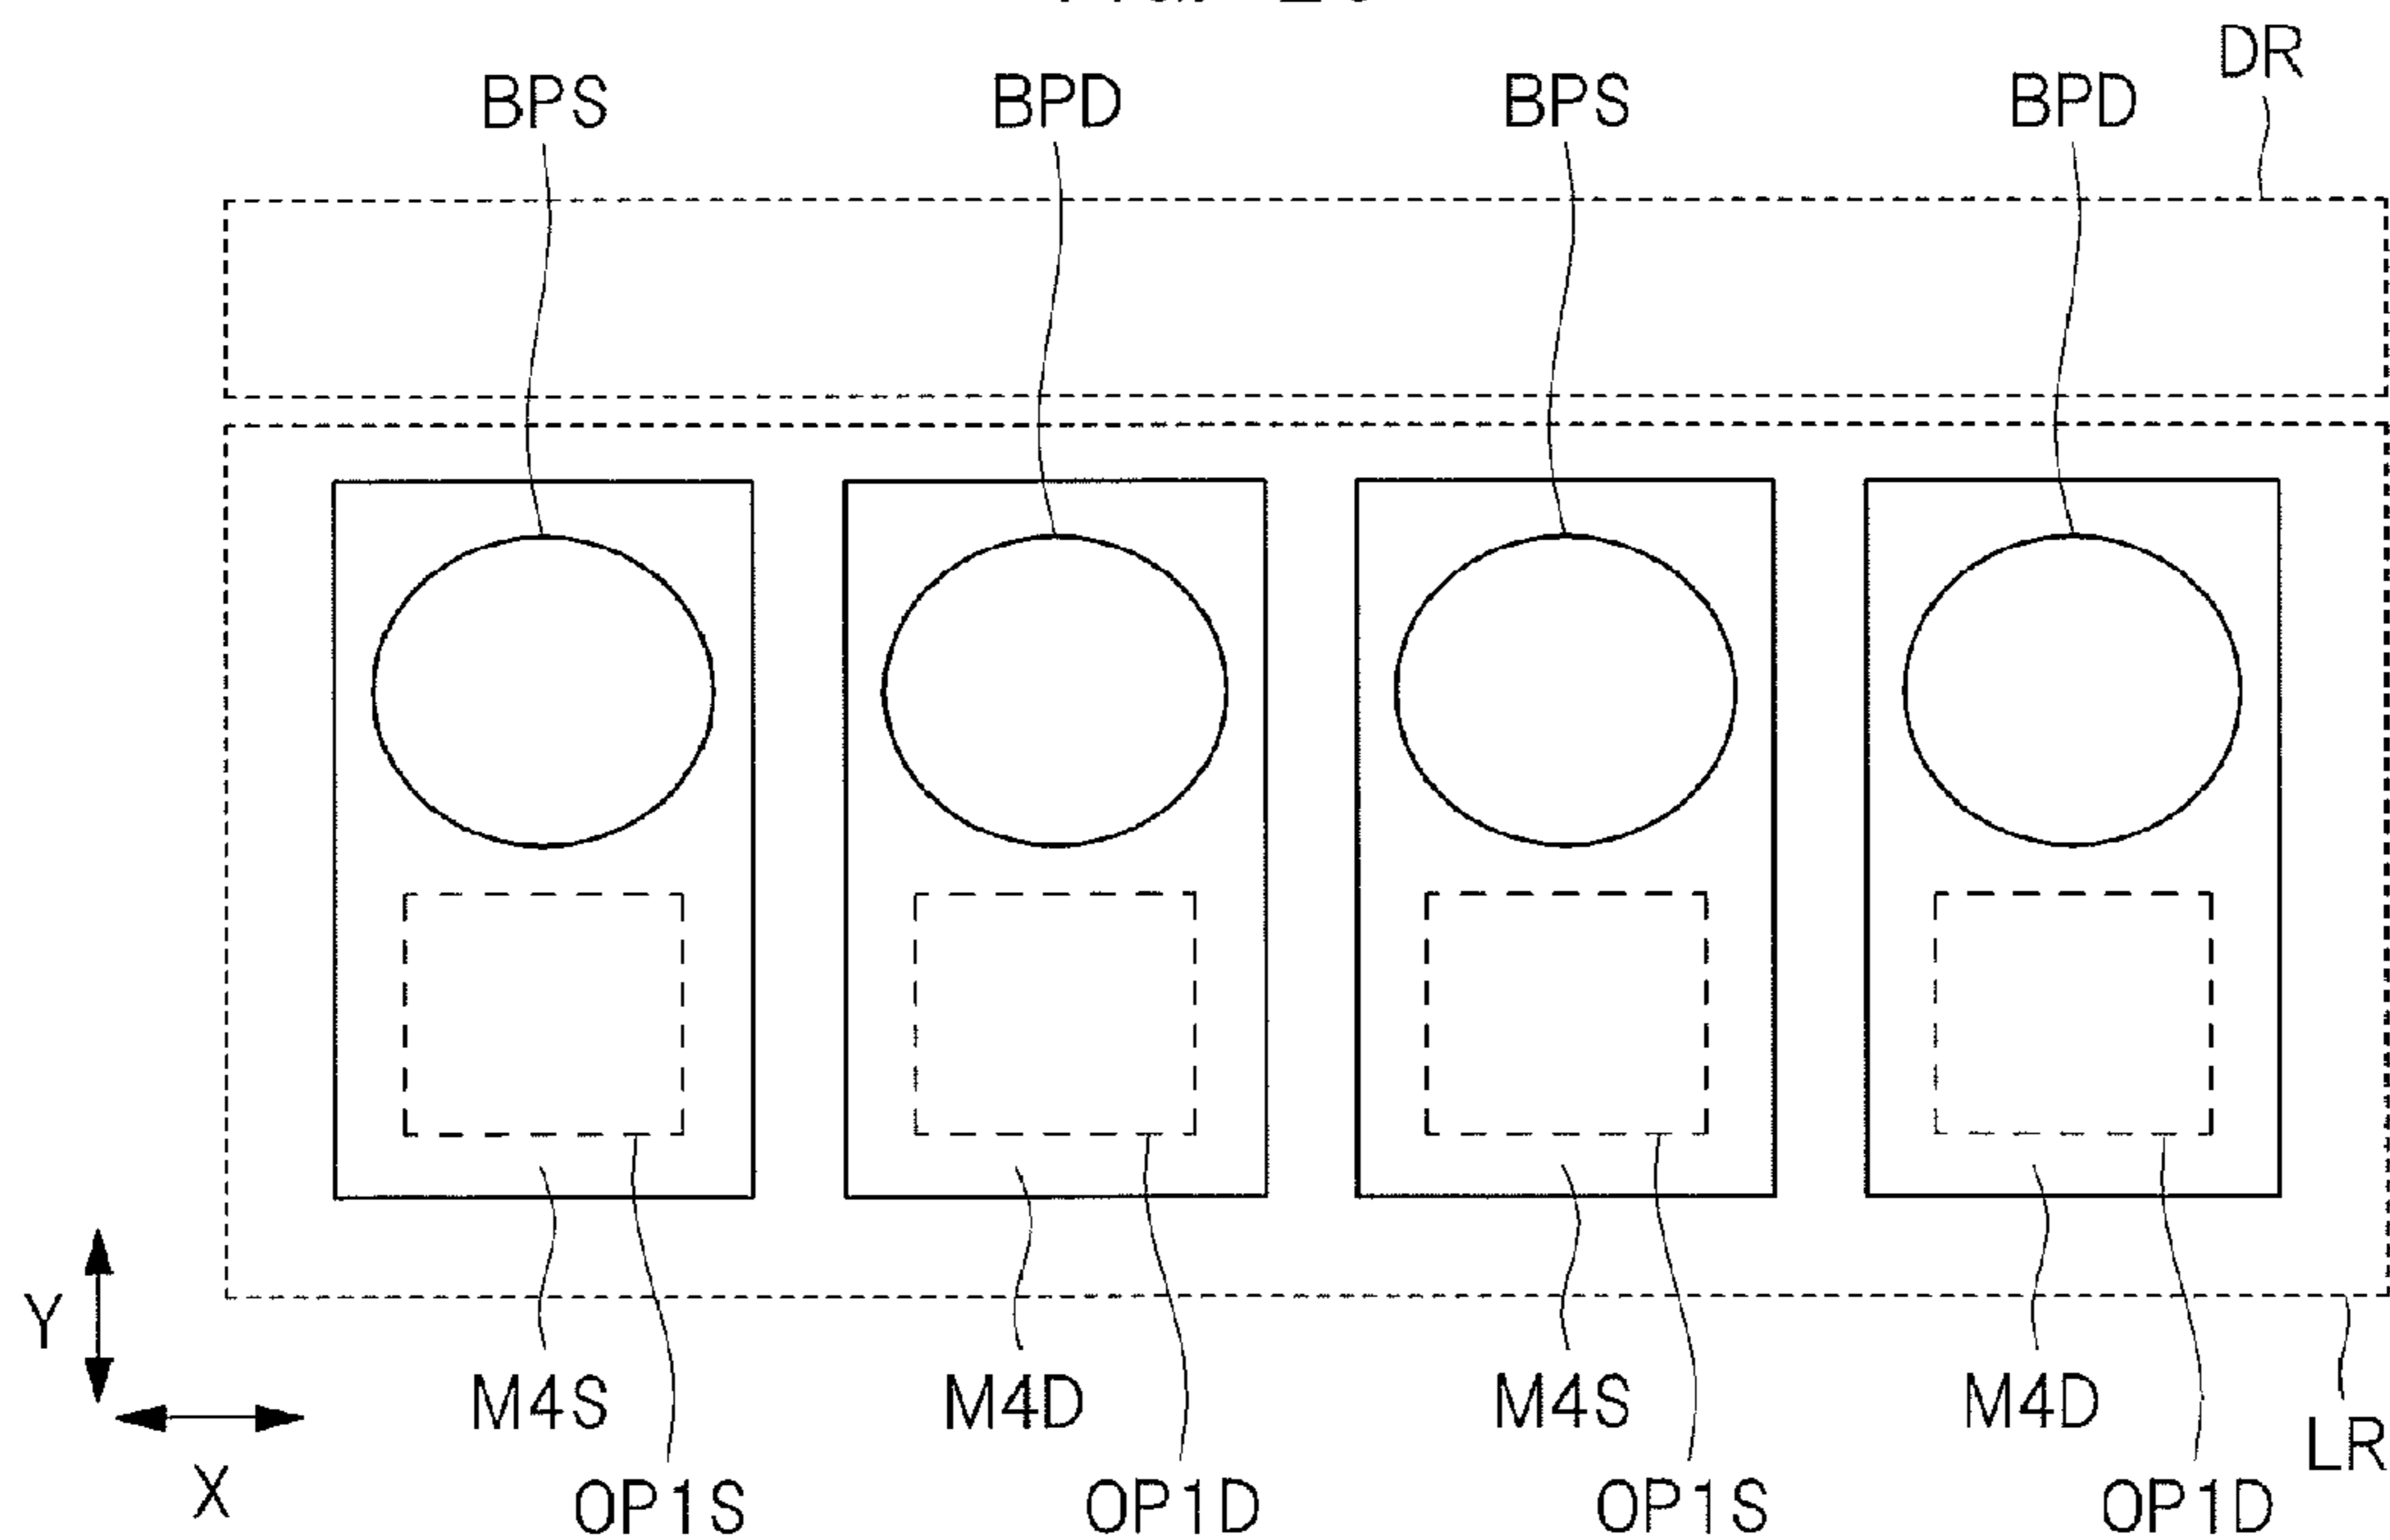 DR
BPS BPD BPS BPD
Y
M4S M4D M4S M4D
LR
X
OP1S OP1D OP1S OP1D